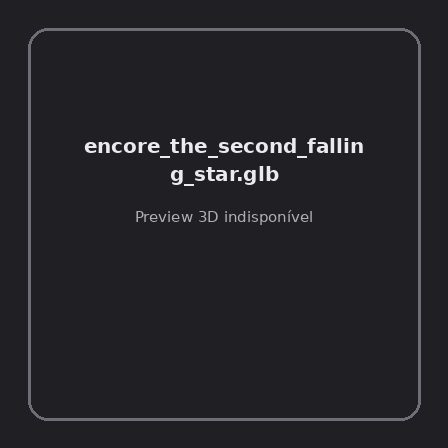 encore_the_second_fallin
g_star.glb
Preview 3D indisponível